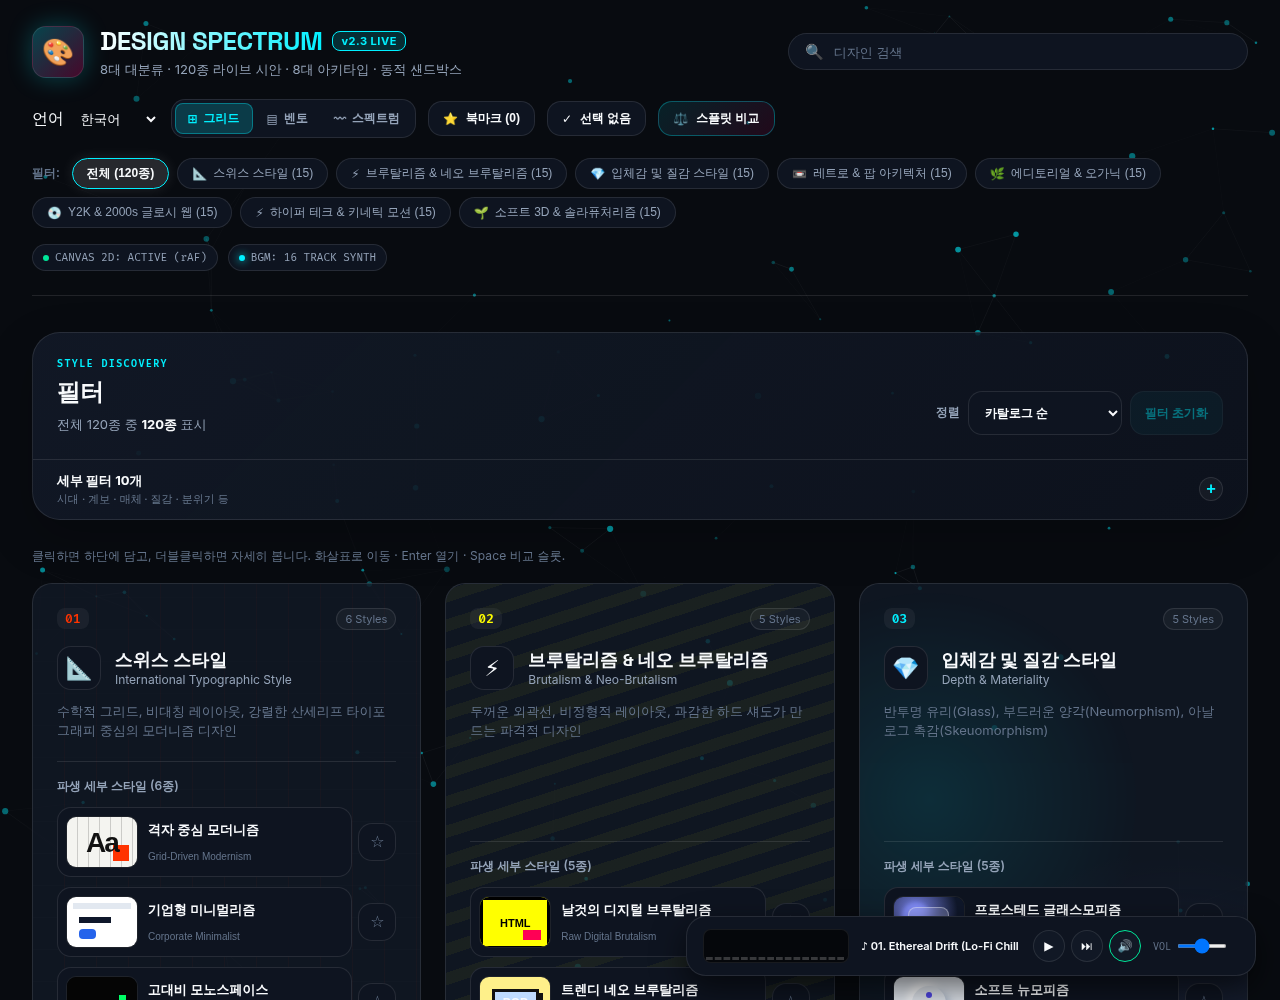 DESIGN SPECTRUM v2.3 LIVE
8대 대분류 · 120종 라이브 시안 · 8대 아키타입 · 동적 샌드박스
디자인 검색
언어 한국어 그리드 벤토 스펙트럼 북마크 (0) ✓ 선택 없음 스플릿 비교
필터: 전체 (120종) 스위스 스타일 (15) 브루탈리즘 & 네오 브루탈리즘 (15) 입체감 및 질감 스타일 (15) 레트로 & 팝 아키텍처 (15) 에디토리얼 & 오가닉 (15)
Y2K & 2000s 글로시 웹 (15) 하이퍼 테크 & 키네틱 모션 (15) 소프트 3D & 솔라퓨처리즘 (15)
CANVAS 2D: ACTIVE (rAF) BGM: 16 TRACK SYNTH
STYLE DISCOVERY
필터
전체 120종 중 120종 표시
정렬 카탈로그 순 필터 초기화
세부 필터 10개
시대 · 계보 · 매체 · 질감 · 분위기 등
+
클릭하면 하단에 담고, 더블클릭하면 자세히 봅니다. 화살표로 이동 · Enter 열기 · Space 비교 슬롯.
01 6 Styles
스위스 스타일
International Typographic Style
수학적 그리드, 비대칭 레이아웃, 강렬한 산세리프 타이포
그래피 중심의 모더니즘 디자인
파생 세부 스타일 (6종)
Aa
격자 중심 모더니즘
Grid-Driven Modernism
기업형 미니멀리즘
Corporate Minimalist
고대비 모노스페이스
02 5 Styles
브루탈리즘 & 네오 브루탈리즘
Brutalism & Neo-Brutalism
두꺼운 외곽선, 비정형적 레이아웃, 과감한 하드 섀도가 만
드는 파격적 디자인
파생 세부 스타일 (5종)
HTML
날것의 디지털 브루탈리즘
Raw Digital Brutalism
트렌디 네오 브루탈리즘
03 5 Styles
입체감 및 질감 스타일
Depth & Materiality
반투명 유리(Glass), 부드러운 양각(Neumorphism), 아날
로그 촉감(Skeuomorphism)
파생 세부 스타일 (5종)
프로스테드 글래스모피즘
소프트 뉴모피즘
♪ 01. Ethereal Drift (Lo-Fi Chill VOL